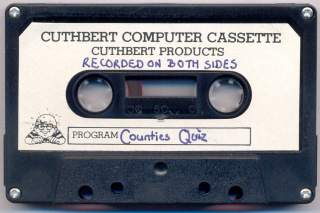 CUTHBERT COMPUTER CASSETTE
CUTHBERT PRODUCTS
RECORDED ON BOTH SIDES
PROGRAM Counties Quiz